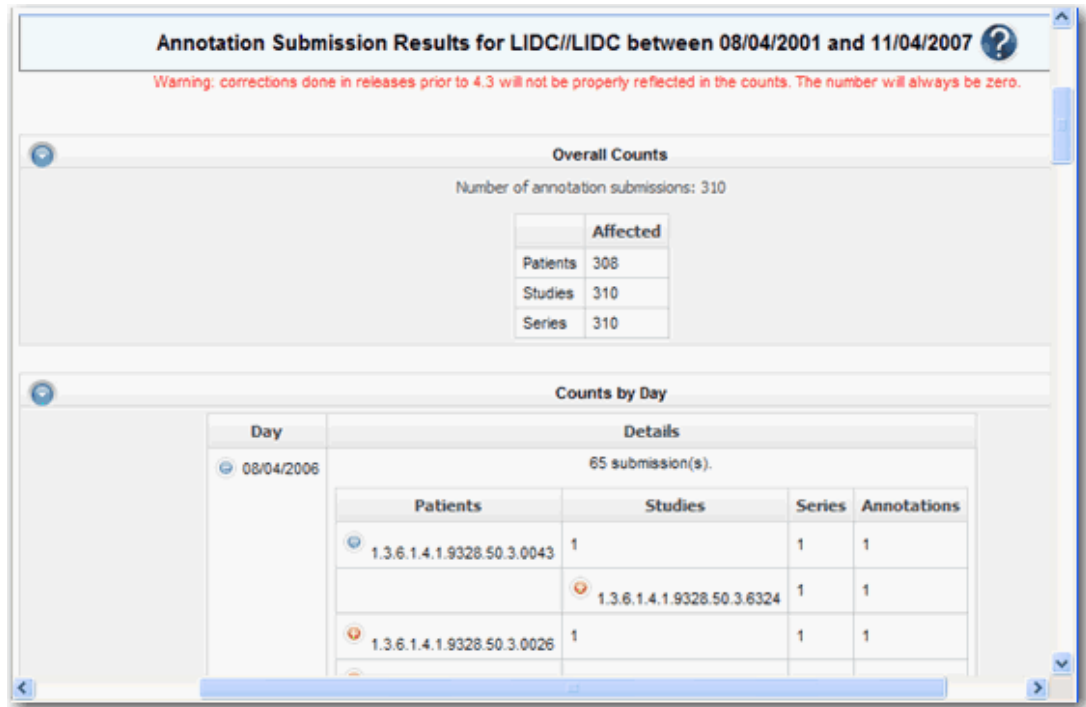 Annotation Submission Results for LIDC//LIDC between 08/04/2001 and 11/04/2007 ?
Warning: corrections done in releases prior to 4.3 will not be properly reflected in the counts. The number will always be zero.
Overall Counts
Number of annotation submissions: 310
Affected
Patients 308
Studies 310
Series 310
Counts by Day
Day Details
08/04/2006 65 submission(s).
Patients Studies Series Annotations
1.3.6.1.4.1.9328.50.3.0043 1 1 1
1.3.6.1.4.1.9328.50.3.6324 1 1
1.3.6.1.4.1.9328.50.3.0026 1 1 1